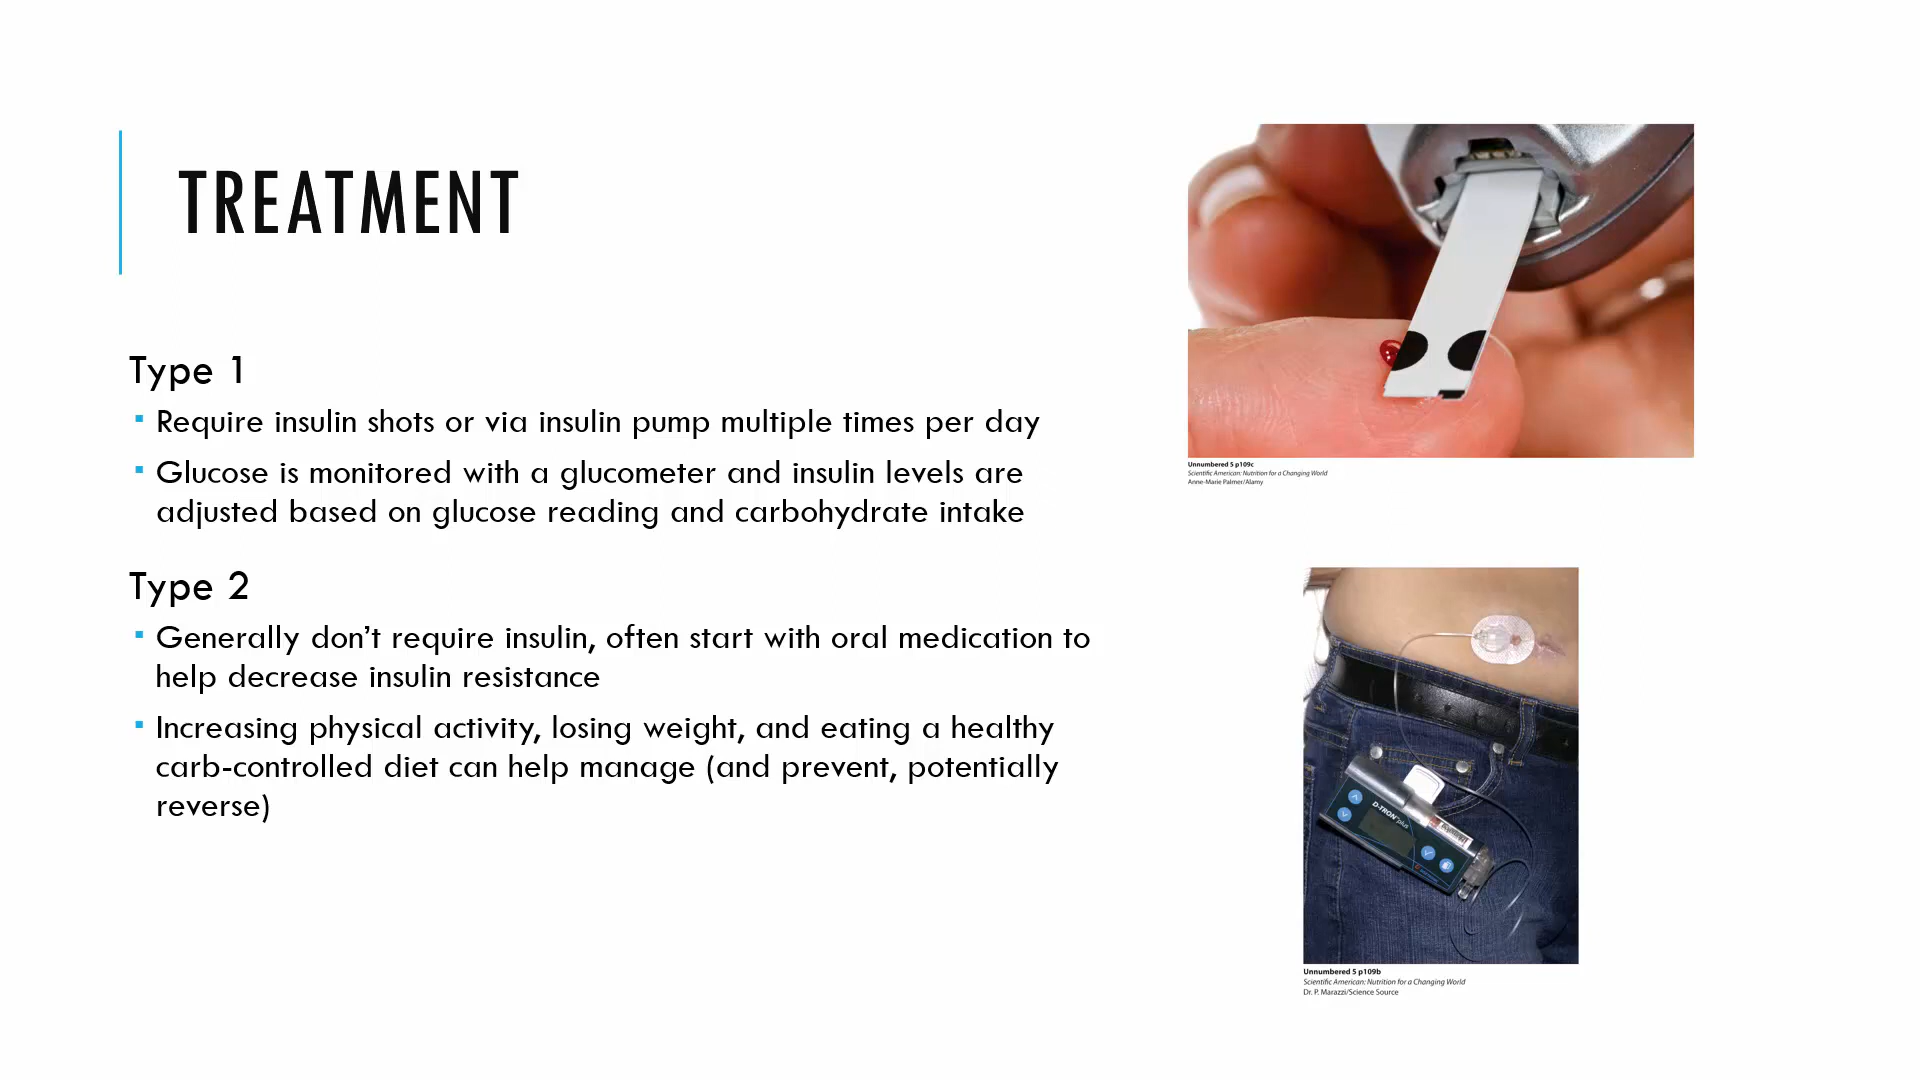 TREATMENT
Type 1
Require insulin shots or via insulin pump multiple times per day
Glucose is monitored with a glucometer and insulin levels are
adjusted based on glucose reading and carbohydrate intake
Type 2
Generally don’t require insulin, often start with oral medication to
help decrease insulin resistance
Increasing physical activity, losing weight, and eating a healthy
carb-controlled diet can help manage (and prevent, potentially
reverse)
Unnumbered 5 p109c
Scientific American: Nutrition for a Changing World
Anne-Marie Palmer/Alamy
D-TRON plus
Unnumbered 5 p109b
Scientific American: Nutrition for a Changing World
Dr. P. Marazzi/Science Source